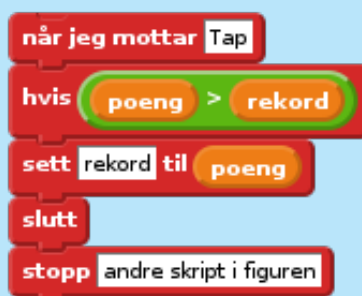 når jeg mottar Tap
hvis poeng > rekord
sett rekord til poeng
slutt
stopp andre skript i figuren